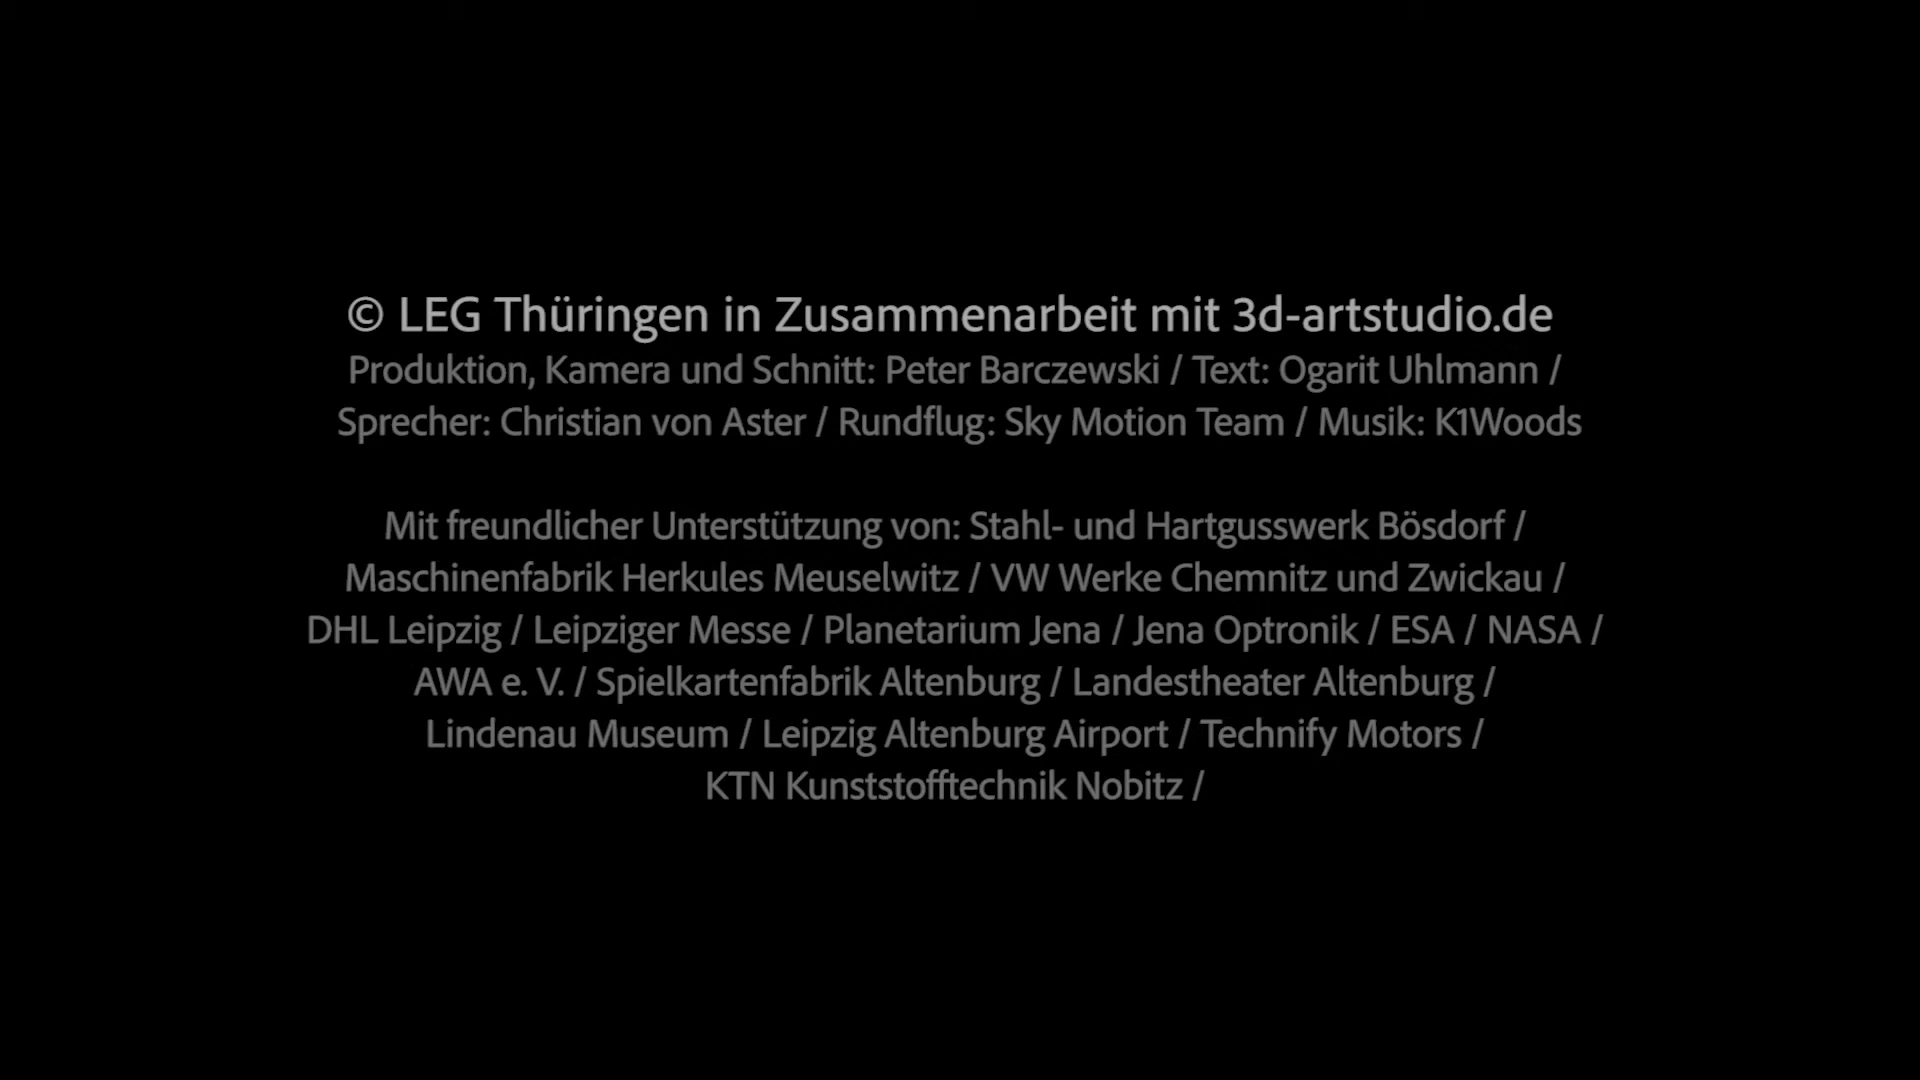 © LEG Thüringen in Zusammenarbeit mit 3d-artstudio.de
Produktion, Kamera und Schnitt: Peter Barczewski / Text: Ogarit Uhlmann /
Sprecher: Christian von Aster / Rundflug: Sky Motion Team / Musik: K1Woods
Mit freundlicher Unterstützung von: Stahl- und Hartgusswerk Bösdorf /
Maschinenfabrik Herkules Meuselwitz / VW Werke Chemnitz und Zwickau /
DHL Leipzig / Leipziger Messe / Planetarium Jena / Jena Optronik / ESA / NASA /
AWA e. V. / Spielkartenfabrik Altenburg / Landestheater Altenburg /
Lindenau Museum / Leipzig Altenburg Airport / Technify Motors /
KTN Kunststofftechnik Nobitz /